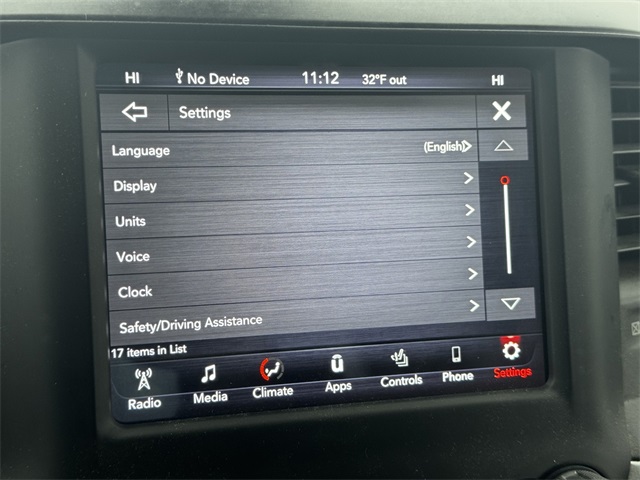 HI No Device 11:12 32°F out HI
Settings
Language (English)
Display
Units
Voice
Clock
Safety/Driving Assistance
17 items in List
Radio Media Climate Apps Controls Phone Settings